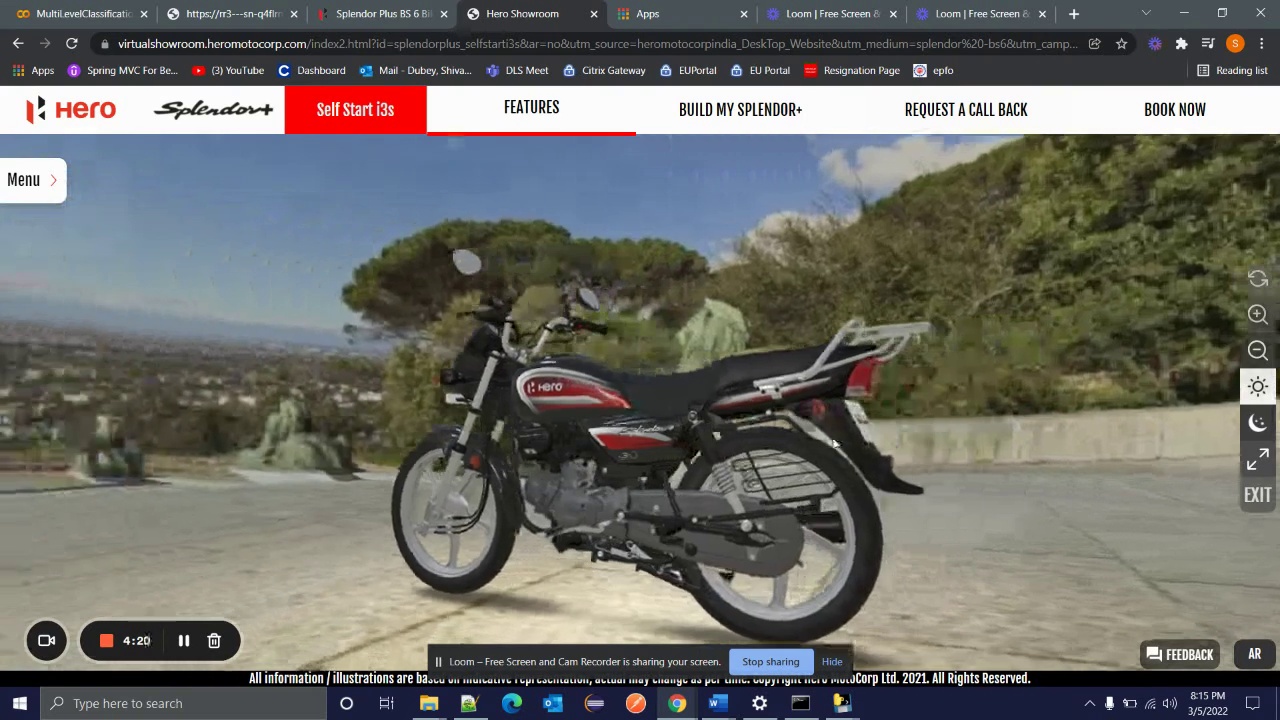 MultiLevelClassificatio
https://rr3---sn-q4flrn
Splendor Plus BS 6 Bi
Hero Showroom
Apps
Loom | Free Screen &
Loom | Free Screen &
virtualshowroom.heromotocorp.com/index2.html?id=splendorplus_selfstarti3s&at=no&utm_source=heromotocorpindia_DeskTop_Website&utm_medium=splendor%20-bs6&utm_camp...
S
Apps
Spring MVC For Be...
(3) YouTube
Dashboard
Mail - Dubey, Shiva...
DLS Meet
Citrix Gateway
EUPortal
EU Portal
Resignation Page
epfo
Reading list
Hero
Splendor+
Self Start i3s
FEATURES
BUILD MY SPLENDOR+
REQUEST A CALL BACK
BOOK NOW
Menu
HERO
EXIT
4:20
Loom – Free Screen and Cam Recorder is sharing your screen.
Stop sharing
Hide
FEEDBACK
AR
All information / illustrations are based on indicative representation, actual may change as per time. Copyright Hero MotoCorp Ltd. 2021. All Rights Reserved.
Type here to search
8:15 PM
3/5/2022